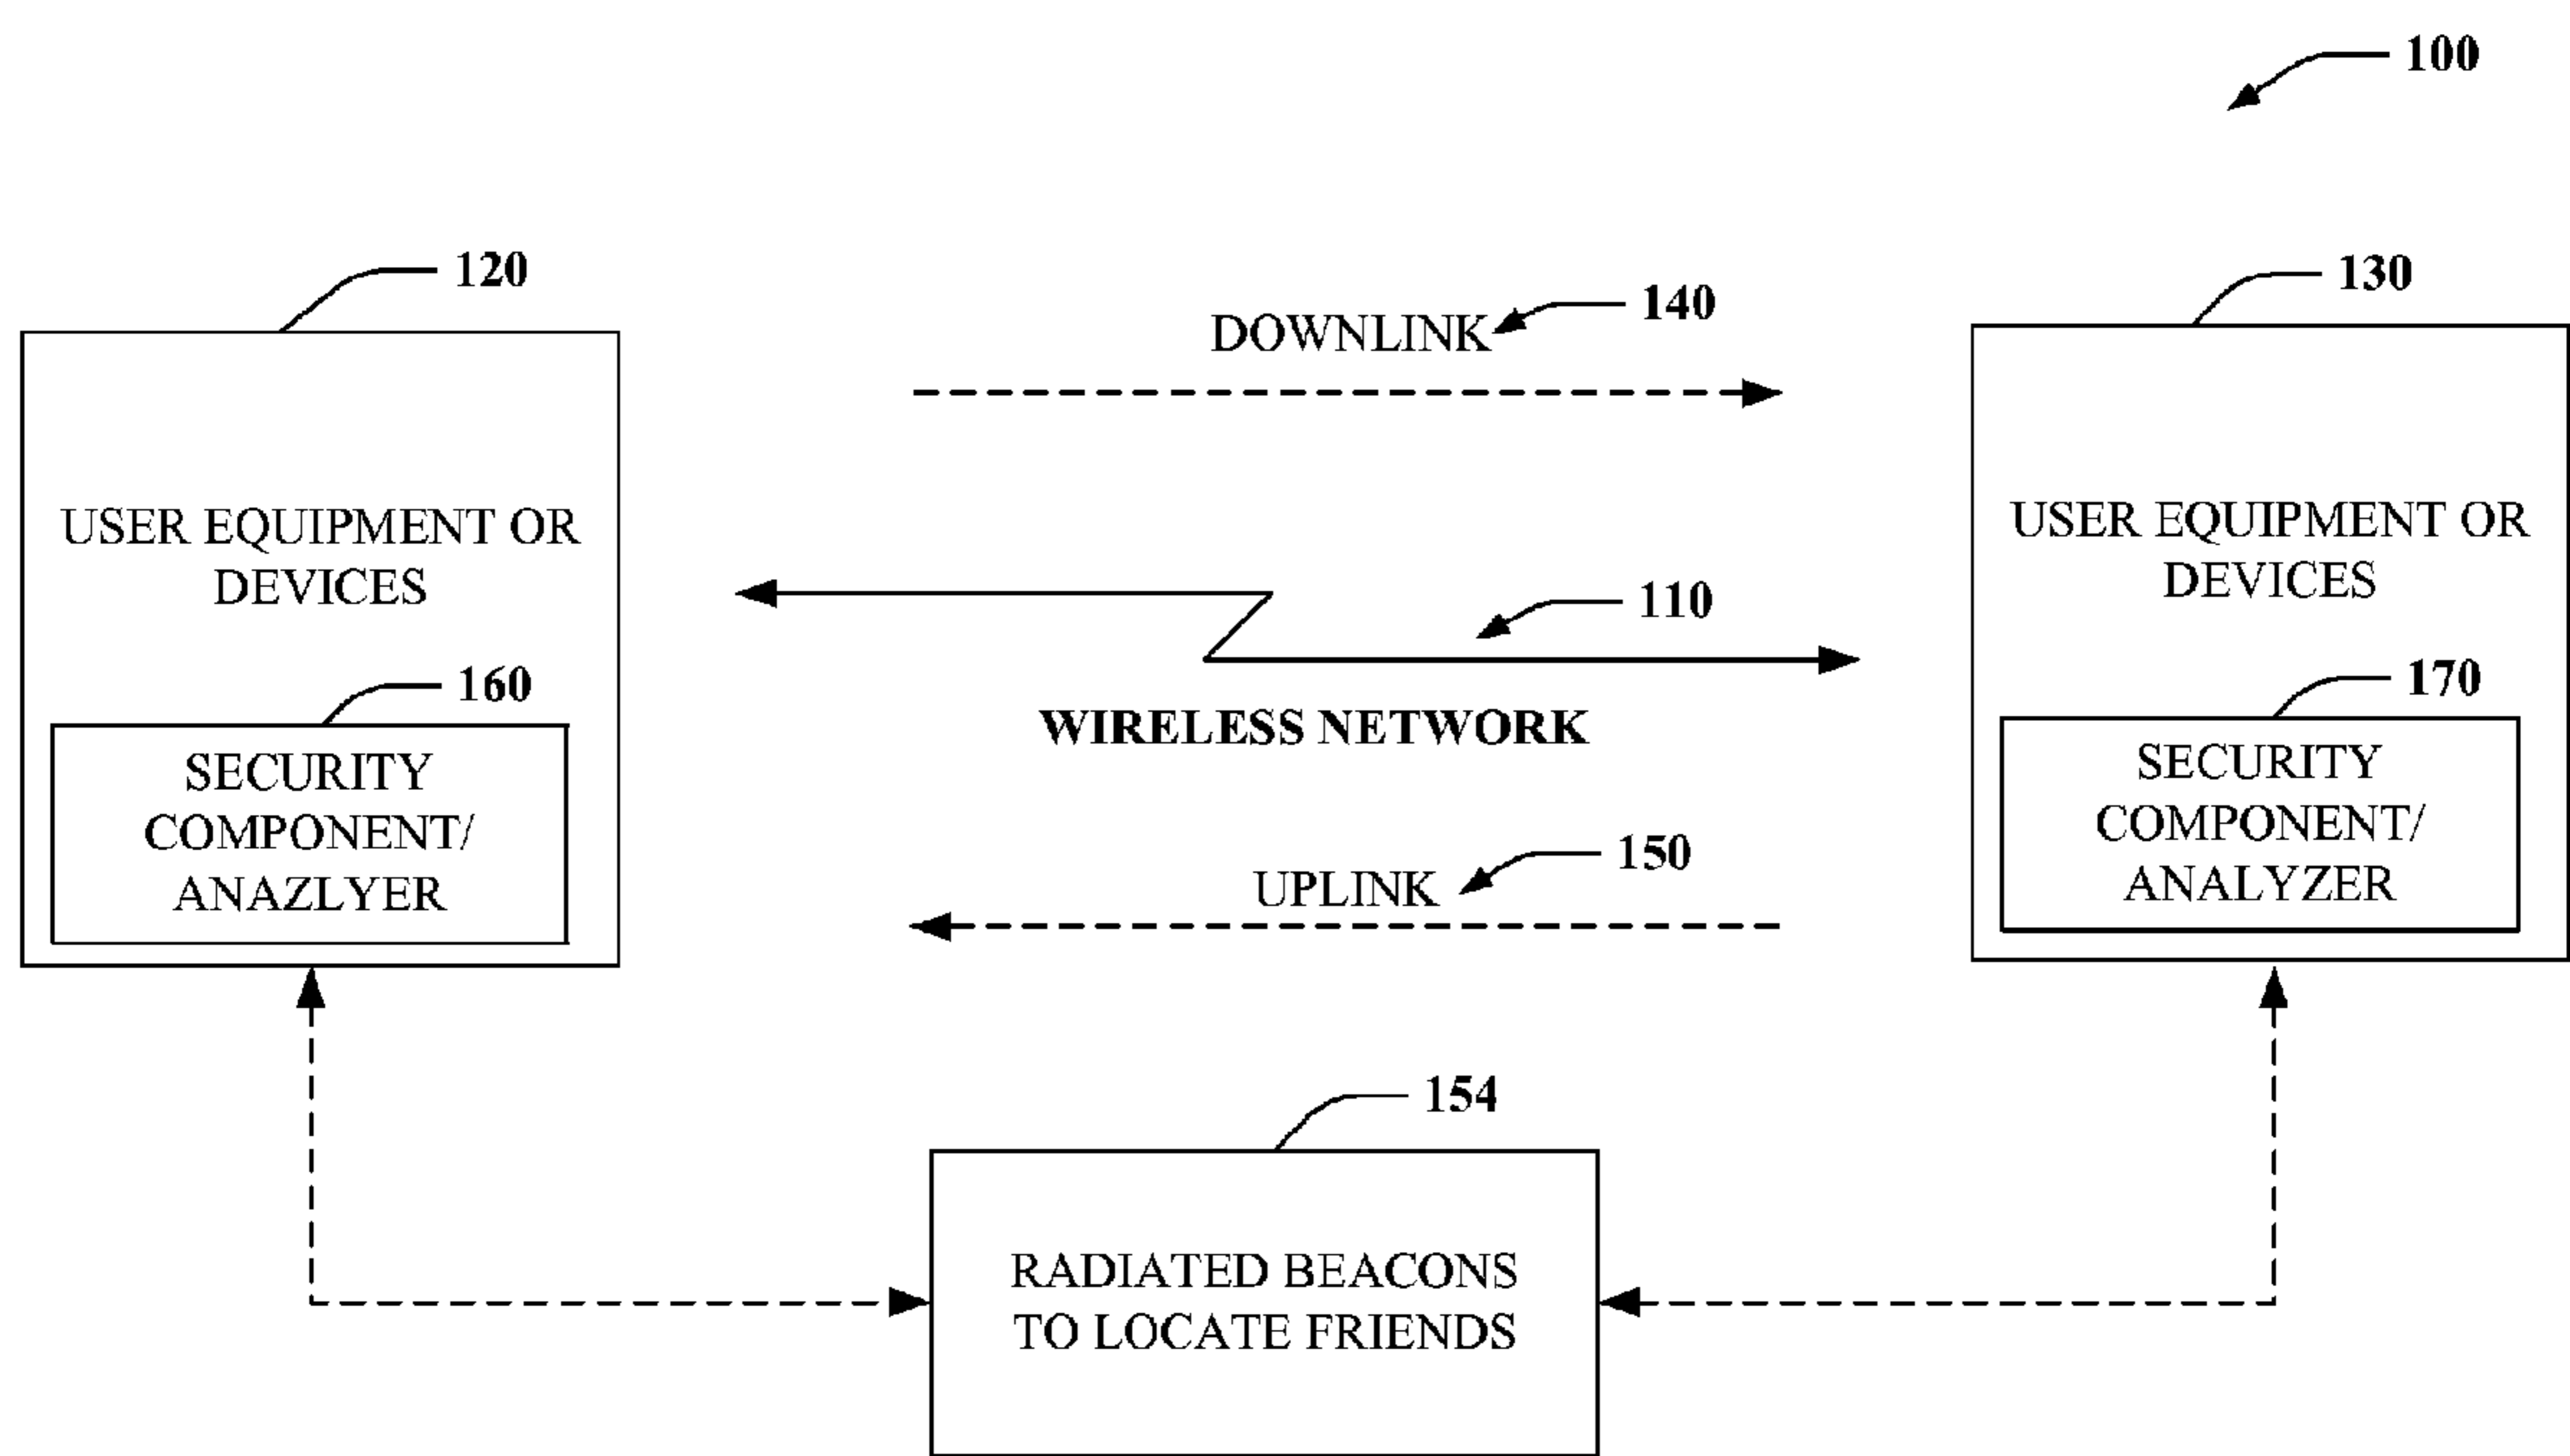 100
120
130
DOWNLINK
140
USER EQUIPMENT OR
DEVICES
USER EQUIPMENT OR
DEVICES
110
WIRELESS NETWORK
160
SECURITY
COMPONENT/
ANAZLYER
170
SECURITY
COMPONENT/
ANALYZER
UPLINK
150
154
RADIATED BEACONS
TO LOCATE FRIENDS